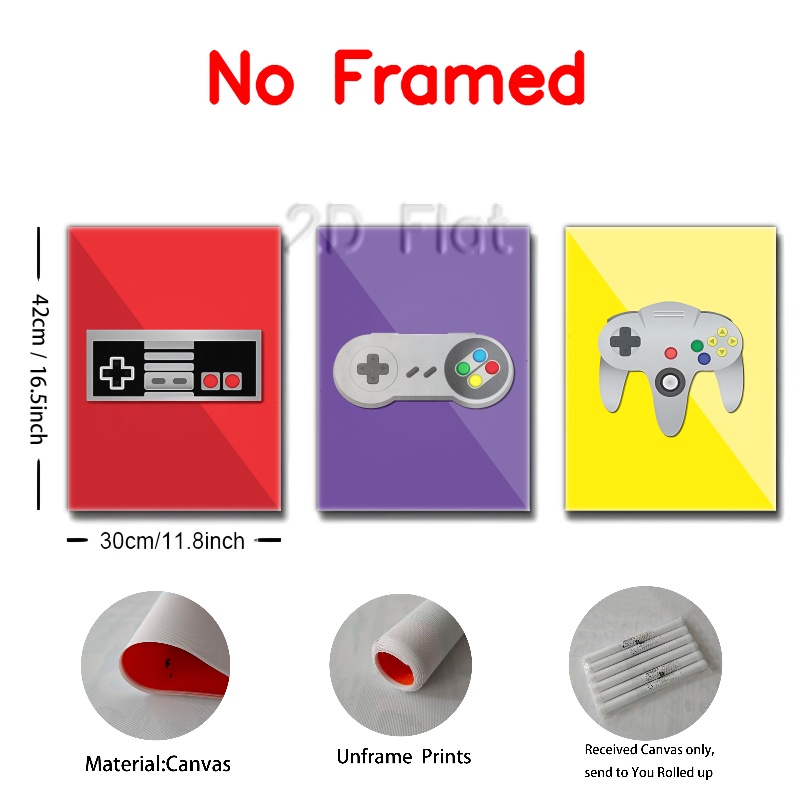 No Framed
2D Flat
42cm / 16.5inch
30cm/11.8inch
Material:Canvas
Unframe Prints
Received Canvas only,
send to You Rolled up